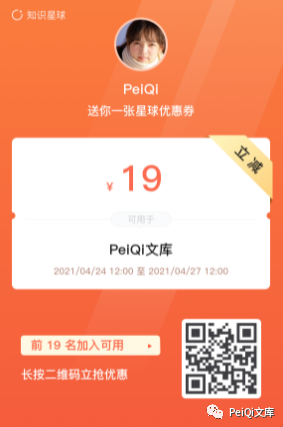 知识星球
PeiQi
送你一张星球优惠券
立减
¥ 19
可用于
PeiQi文库
2021/04/24 12:00 至 2021/04/27 12:00
前 19 名加入可用
长按二维码立抢优惠
PeiQi文库